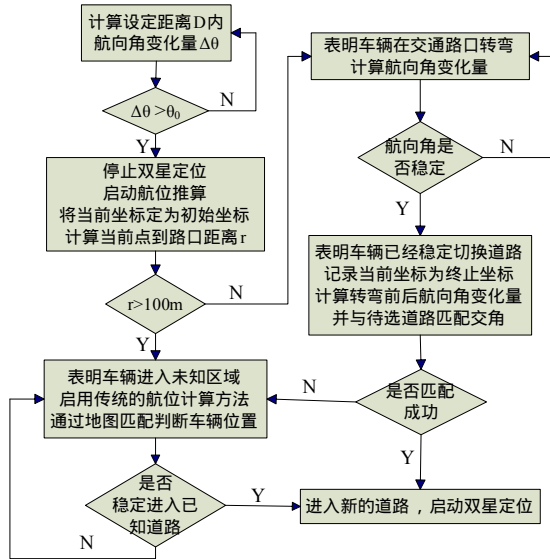 计算设定距离D内
航向角变化量Δθ
Δθ>θ₀
N
Y
停止双星定位
启动航位推算
将当前坐标定为初始坐标
计算当前点到路口距离r
r>100m
N
Y
表明车辆进入未知区域
启用传统的航位计算方法
通过地图匹配判断车辆位置
是否
稳定进入已
知道路
Y
N
表明车辆在交通路口转弯
计算航向角变化量
航向角是
否稳定
N
Y
表明车辆已经稳定切换道路
记录当前坐标为终止坐标
计算转弯前后航向角变化量
并与待选道路匹配交角
是否匹配
成功
N
Y
进入新的道路，启动双星定位